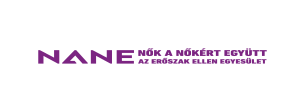 NANE
NŐK A NŐKÉRT EGYÜTT
AZ ERŐSZAK ELLEN EGYESÜLET